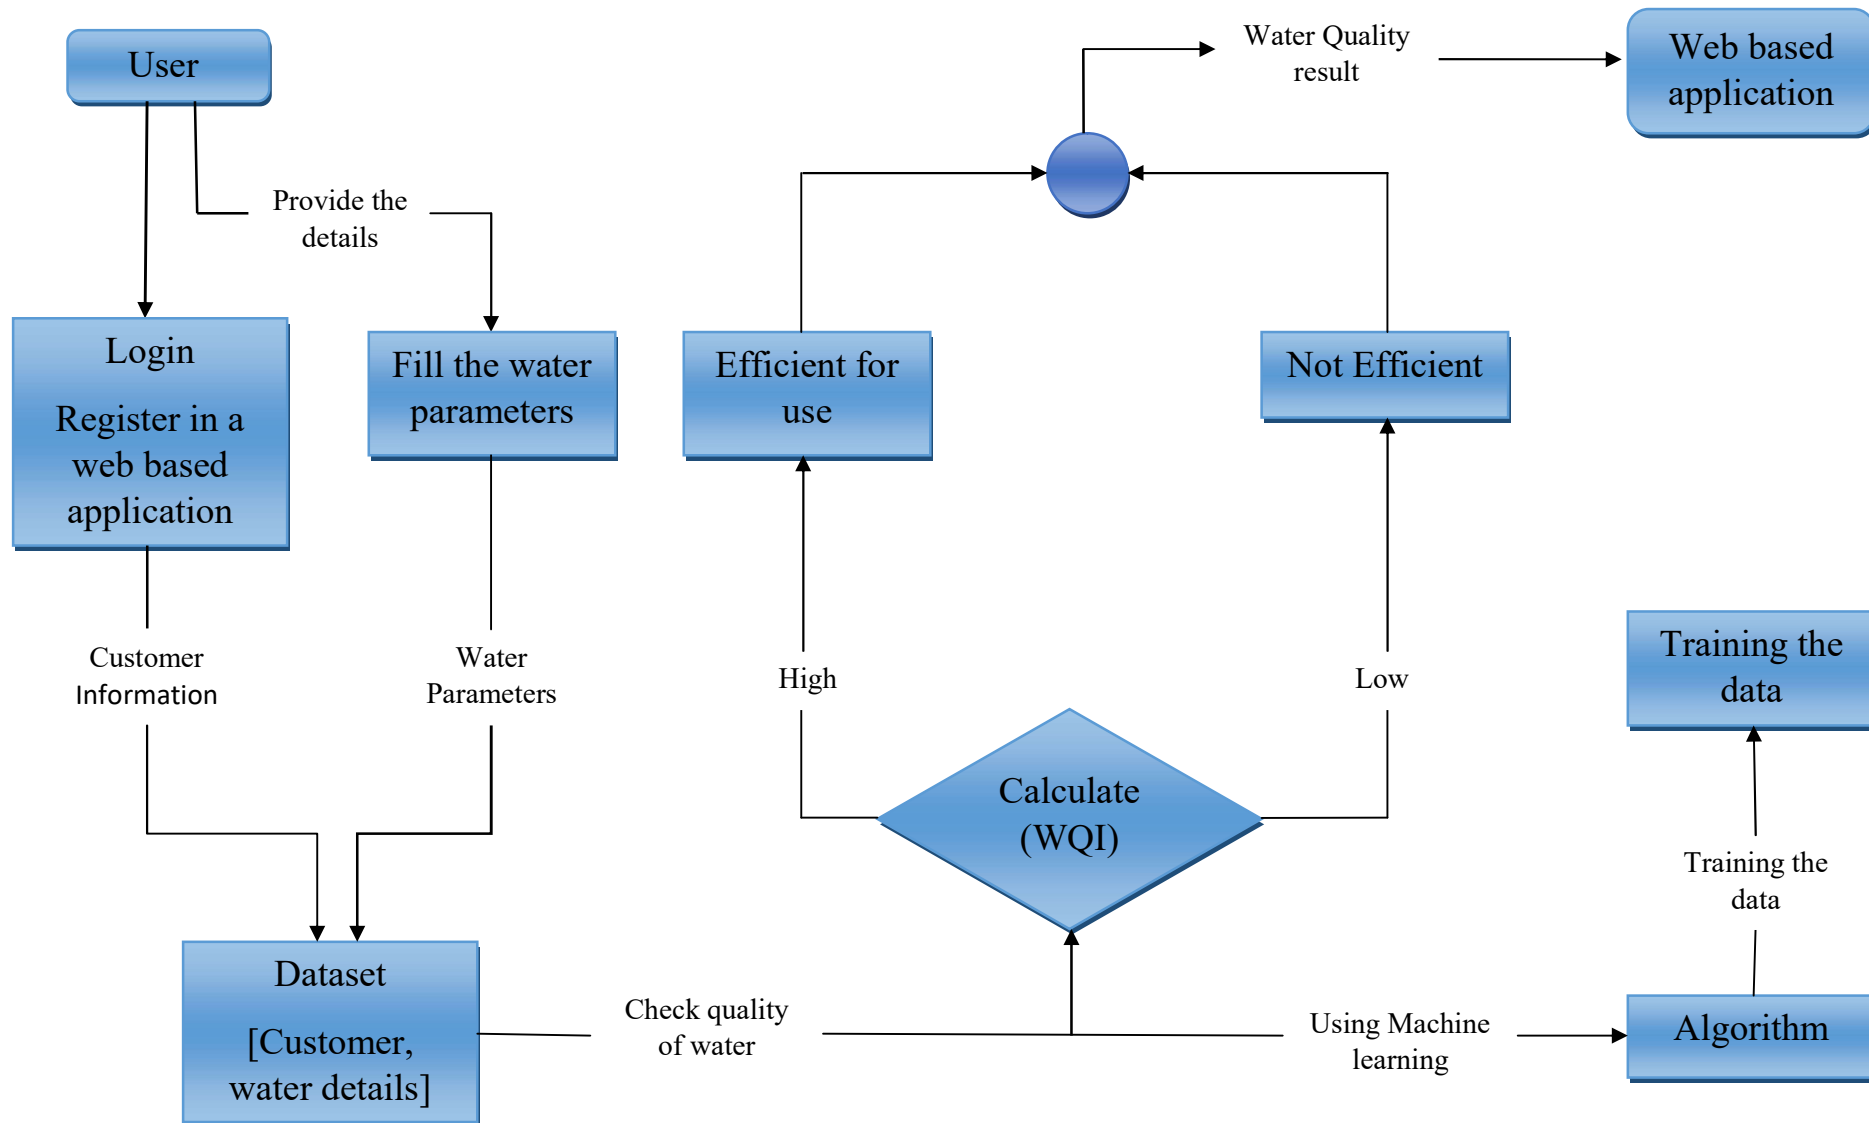 User
Provide the
details
Login
Register in a
web based
application
Fill the water
parameters
Customer
Information
Water
Parameters
Dataset
[Customer,
water details]
Check quality
of water
Calculate
(WQI)
High
Low
Efficient for
use
Not Efficient
Water Quality
result
Web based
application
Using Machine
learning
Algorithm
Training the
data
Training the
data